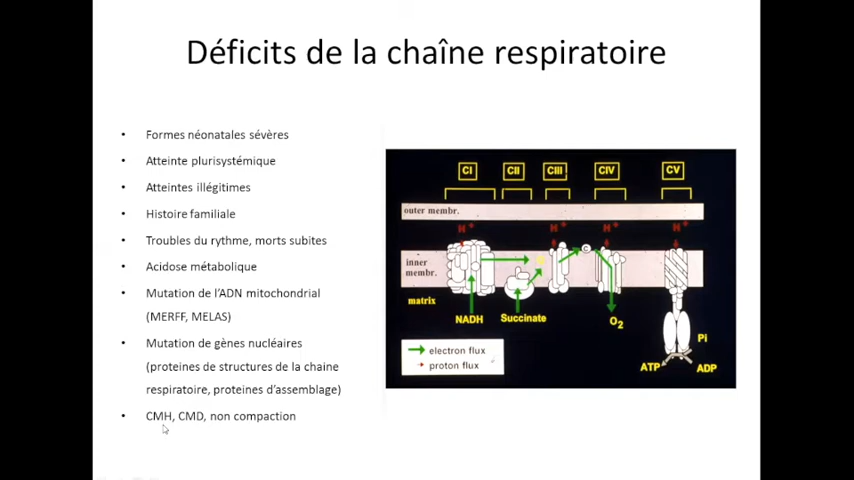 Déficits de la chaîne respiratoire
• Formes néonatales sévères
• Atteinte plurisystémique
• Atteintes illégitimes
• Histoire familiale
• Troubles du rythme, morts subites
• Acidose métabolique
• Mutation de l'ADN mitochondrial
(MERFF, MELAS)
• Mutation de gènes nucléaires
(proteines de structures de la chaine
respiratoire, proteines d'assemblage)
• CMH, CMD, non compaction
CI CII CIII CIV CV
outer membr.
H+ H+ H+ H+
C
inner
membr.
matrix
NADH Succinate O2
Pi
ATP ADP
electron flux
proton flux